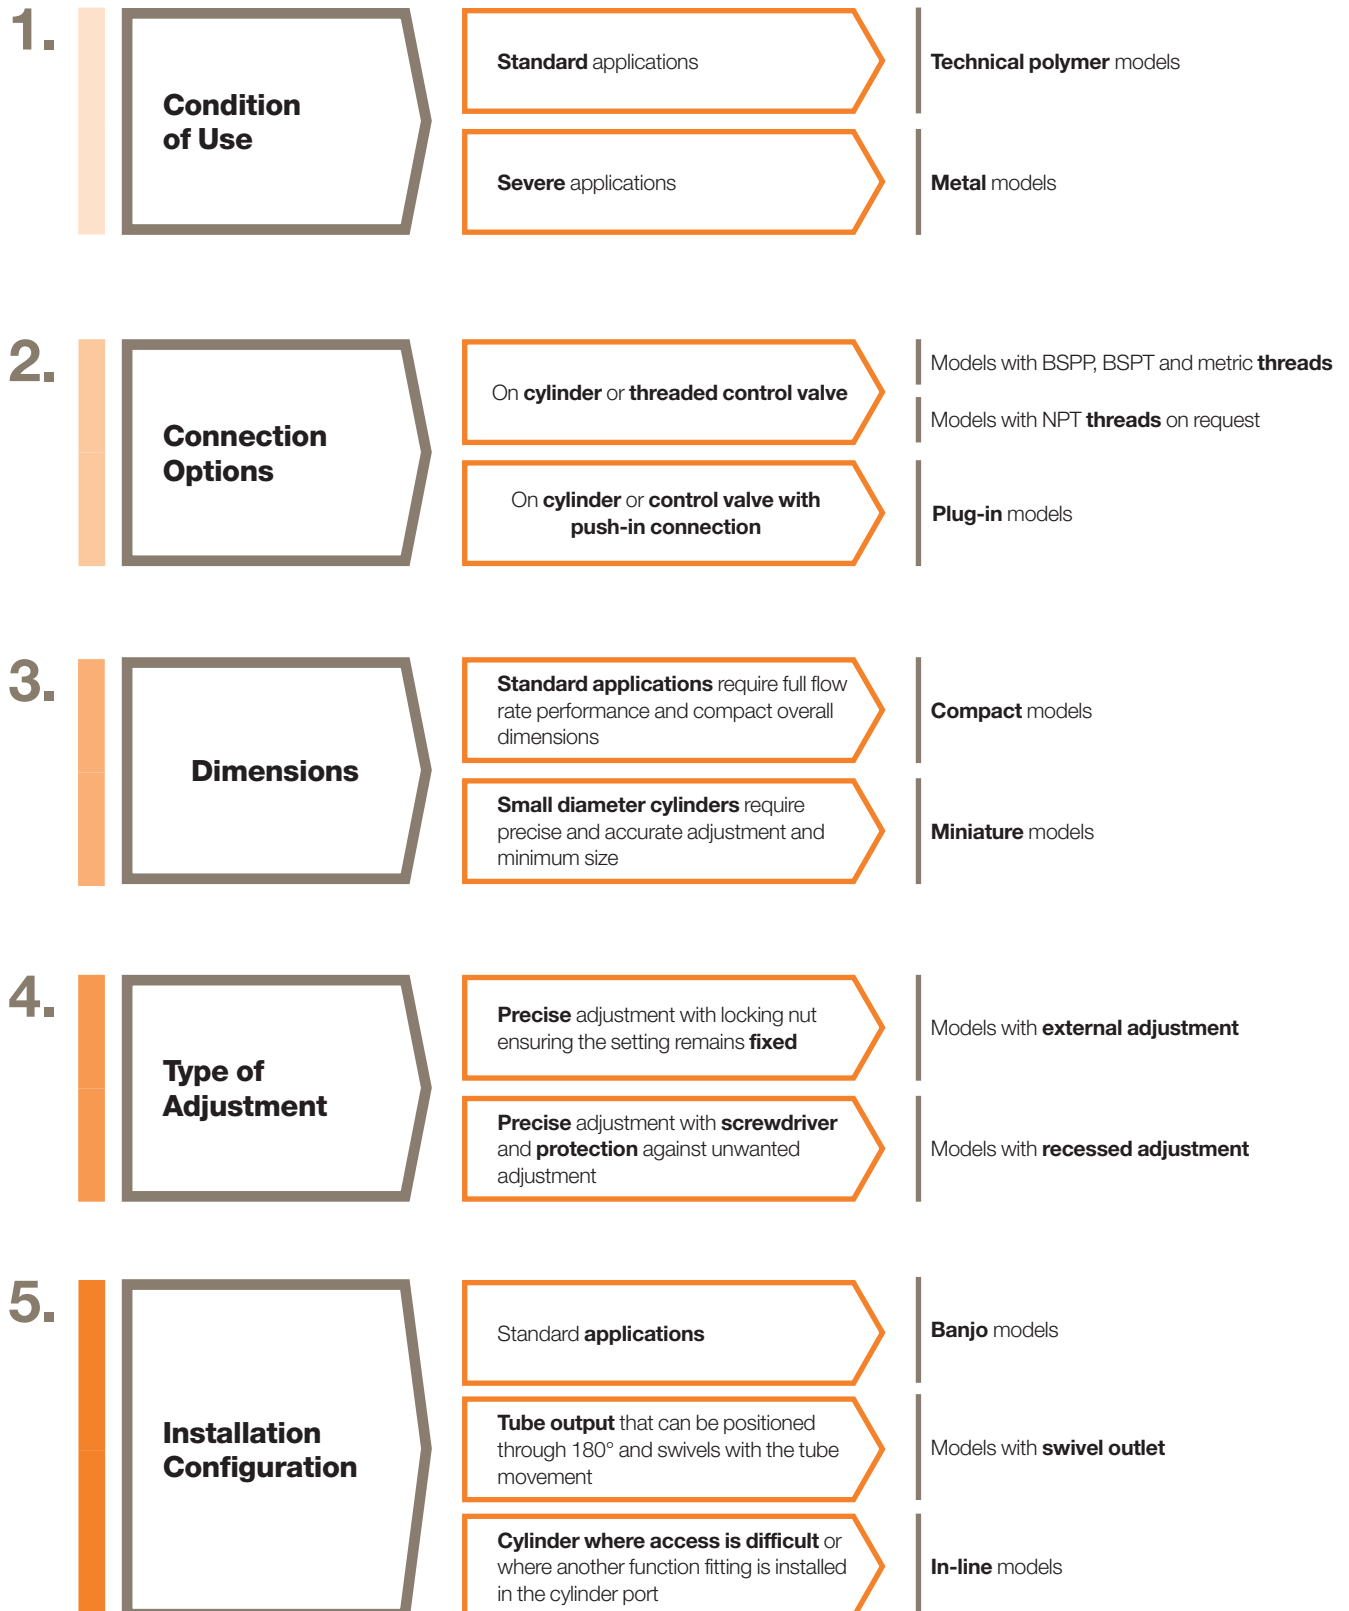 1.
Condition
of Use
Standard applications
Technical polymer models
Severe applications
Metal models
2.
Connection
Options
On cylinder or threaded control valve
Models with BSPP, BSPT and metric threads
Models with NPT threads on request
On cylinder or control valve with
push-in connection
Plug-in models
3.
Dimensions
Standard applications require full flow
rate performance and compact overall
dimensions
Compact models
Small diameter cylinders require
precise and accurate adjustment and
minimum size
Miniature models
4.
Type of
Adjustment
Precise adjustment with locking nut
ensuring the setting remains fixed
Models with external adjustment
Precise adjustment with screwdriver
and protection against unwanted
adjustment
Models with recessed adjustment
5.
Installation
Configuration
Standard applications
Banjo models
Tube output that can be positioned
through 180° and swivels with the tube
movement
Models with swivel outlet
Cylinder where access is difficult or
where another function fitting is installed
in the cylinder port
In-line models